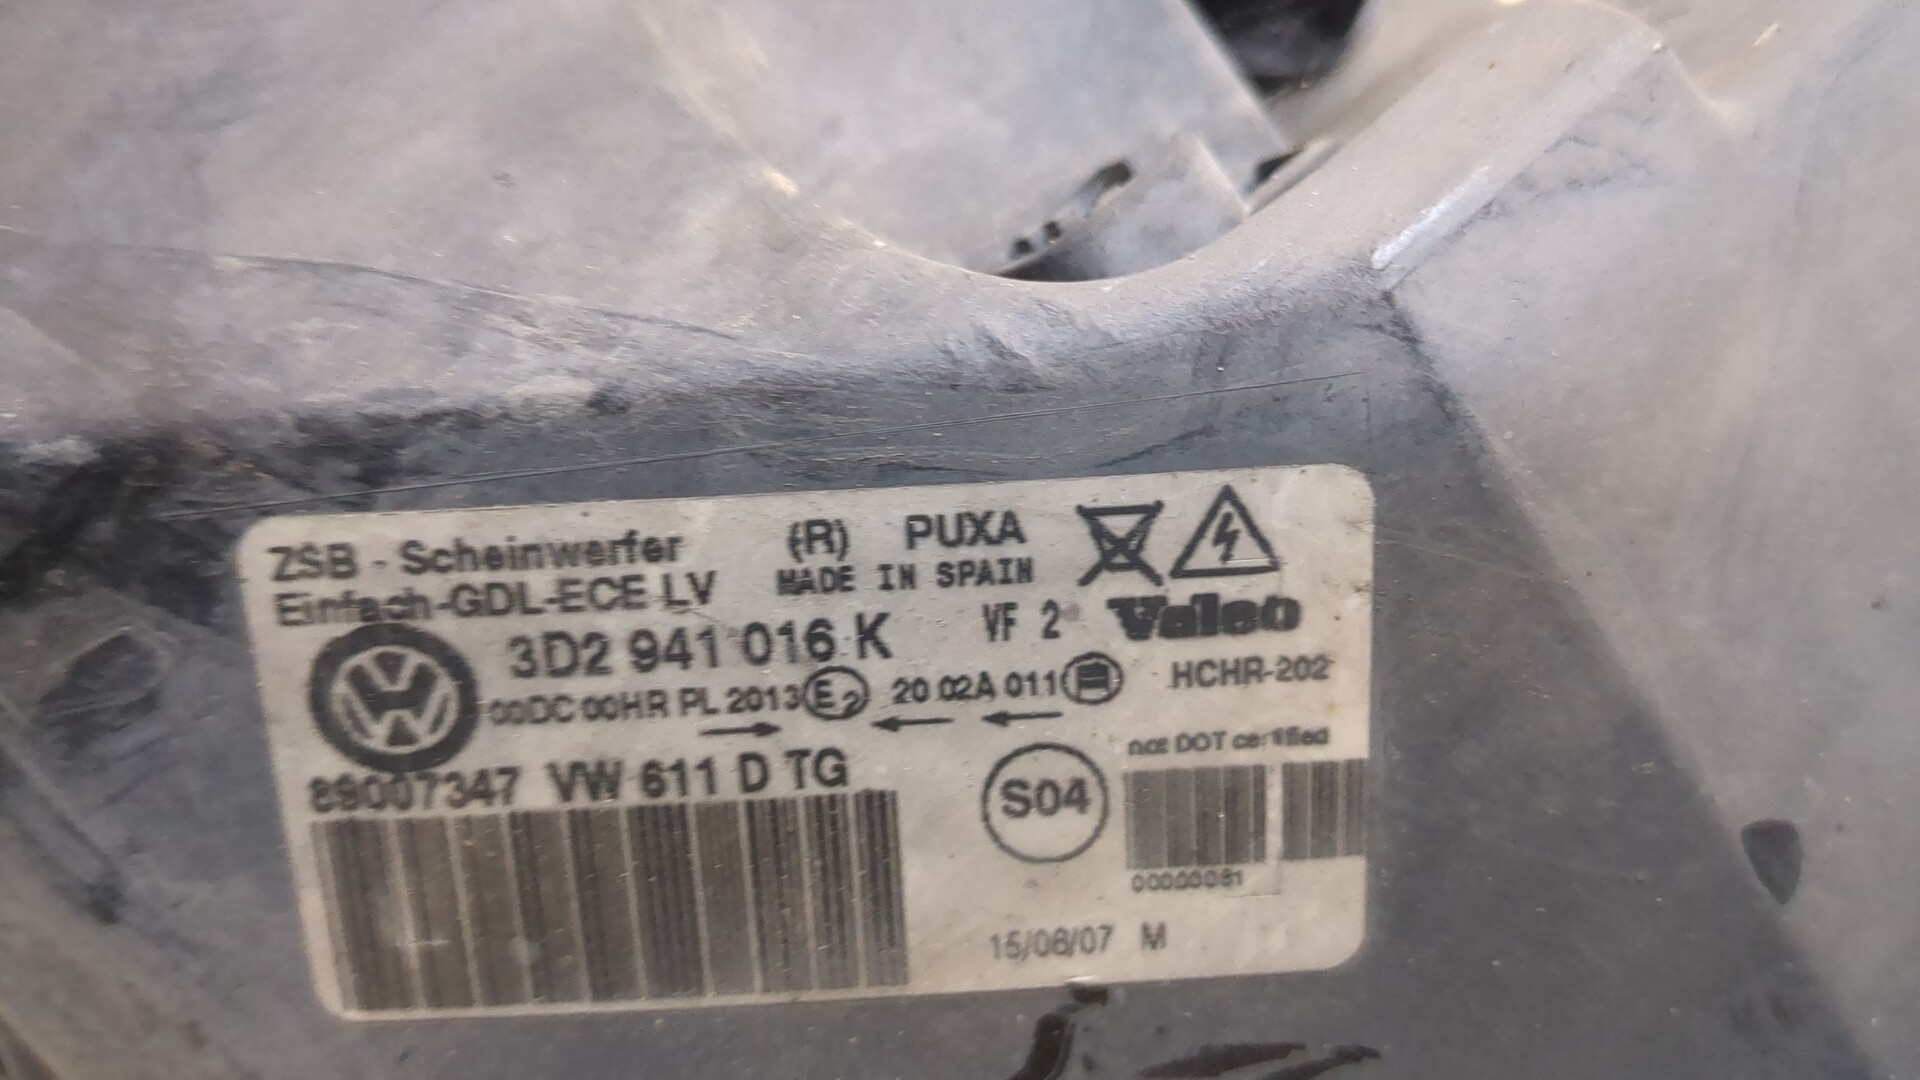 ZSB - Scheinwerfer (R) PUXA
Einfach-GDL-ECE LV MADE IN SPAIN
3D2 941 016 K VF 2 Valeo
00DC 00HR PL 2013 E2 20 02A 011 A HCHR-202
not DOT certified
89007347 VW 611 D TG
S04
00000081
15/06/07 M